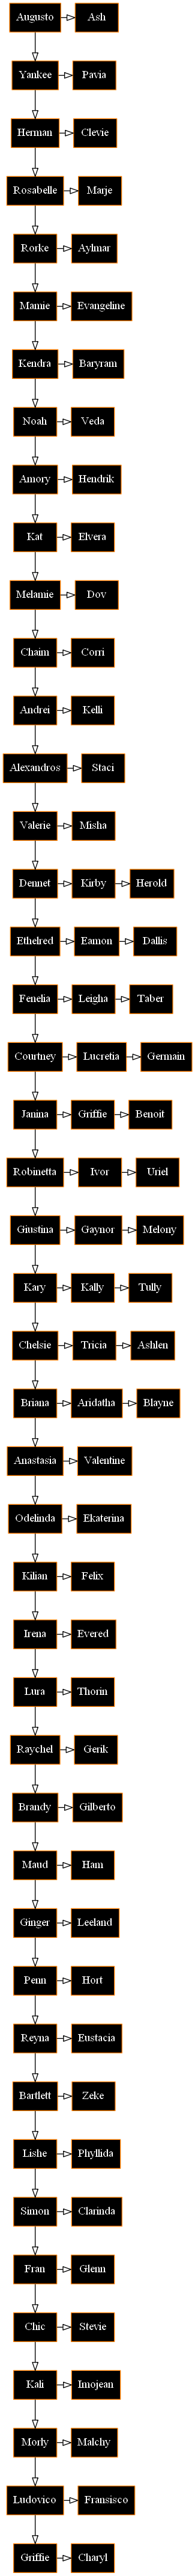 Augusto Ash
Yankee Pavia
Herman Clevie
Rosabelle Marje
Rorke Aylmar
Mamie Evangeline
Kendra Baryram
Noah Veda
Amory Hendrik
Kat Elvera
Melamie Dov
Chaim Corri
Andrei Kelli
Alexandros Staci
Valerie Misha
Dennet Kirby Herold
Ethelred Eamon Dallis
Fenelia Leigha Taber
Courtney Lucretia Germain
Janina Griffie Benoit
Robinetta Ivor Uriel
Giustina Gaynor Melony
Kary Kally Tully
Chelsie Tricia Ashlen
Briana Aridatha Blayne
Anastasia Valentine
Odelinda Ekaterina
Kilian Felix
Irena Evered
Lura Thorin
Raychel Gerik
Brandy Gilberto
Maud Ham
Ginger Leeland
Penn Hort
Reyna Eustacia
Bartlett Zeke
Lishe Phyllida
Simon Clarinda
Fran Glenn
Chic Stevie
Kali Imojean
Morly Malchy
Ludovico Fransisco
Griffie Charyl